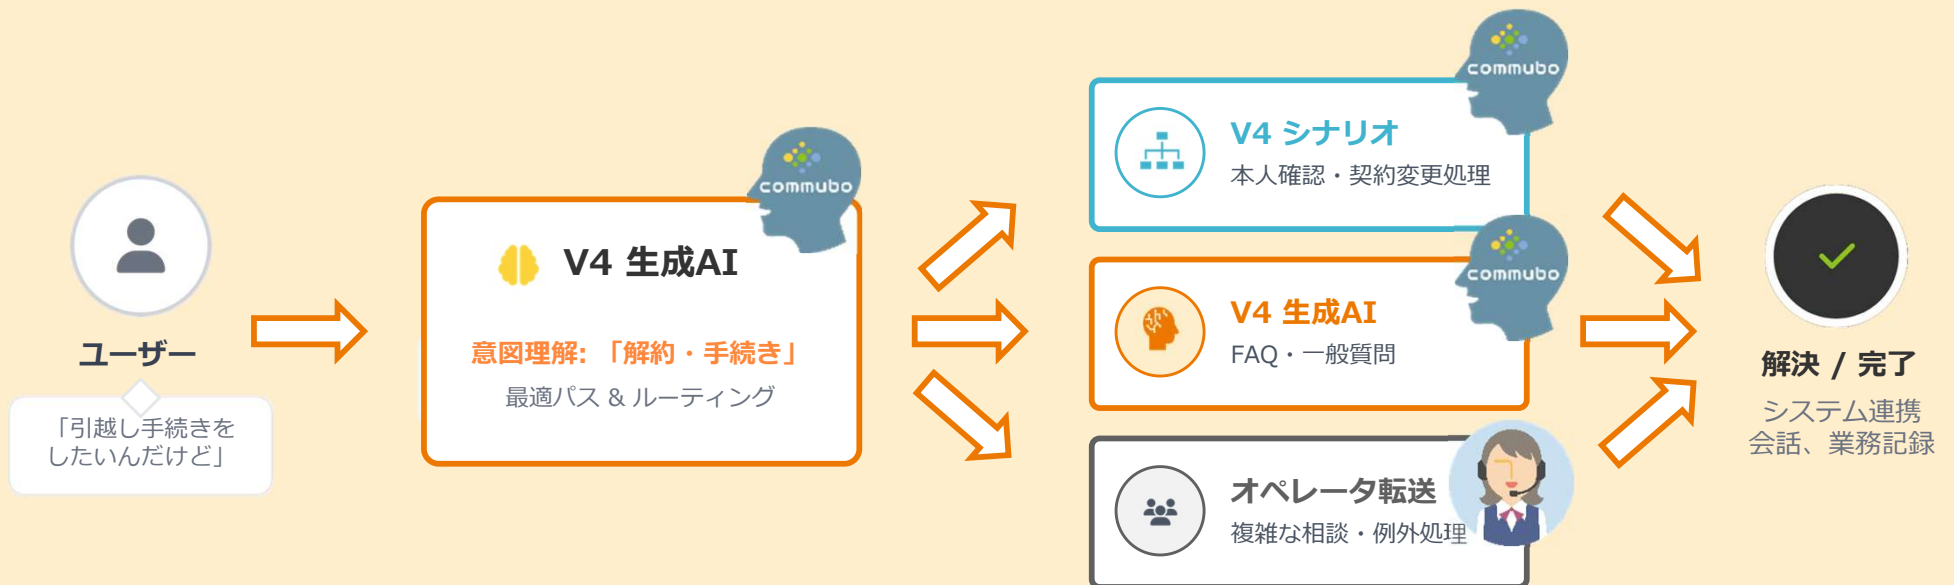 ユーザー
「引越し手続きを
したいんだけど」
commubo
V4 生成AI
意図理解: 「解約・手続き」
最適パス & ルーティング
commubo
V4 シナリオ
本人確認・契約変更処理
commubo
V4 生成AI
FAQ・一般質問
オペレータ転送
複雑な相談・例外処理
解決 / 完了
システム連携
会話、業務記録